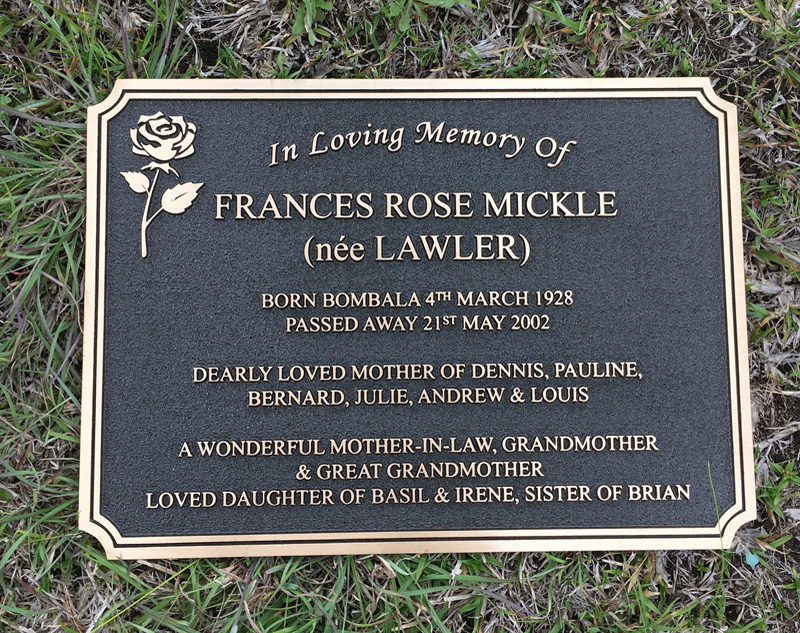 In Loving Memory Of
FRANCES ROSE MICKLE
(née LAWLER)
BORN BOMBALA 4TH MARCH 1928
PASSED AWAY 21ST MAY 2002
DEARLY LOVED MOTHER OF DENNIS, PAULINE,
BERNARD, JULIE, ANDREW & LOUIS
A WONDERFUL MOTHER-IN-LAW, GRANDMOTHER
& GREAT GRANDMOTHER
LOVED DAUGHTER OF BASIL & IRENE, SISTER OF BRIAN